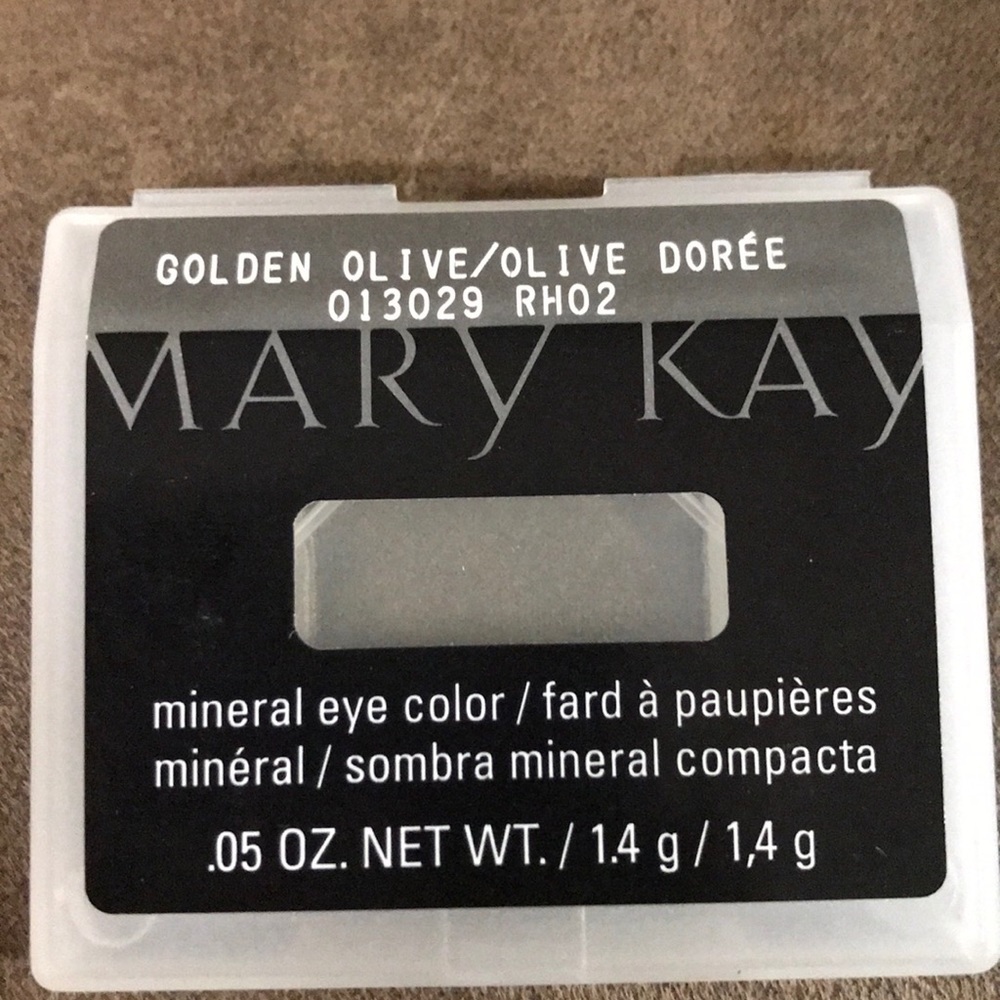 GOLDEN OLIVE/OLIVE DORÉE
013029 RH02
MARY KAY
mineral eye color / fard à paupières
minéral / sombra mineral compacta
.05 OZ. NET WT. / 1.4 g / 1,4 g